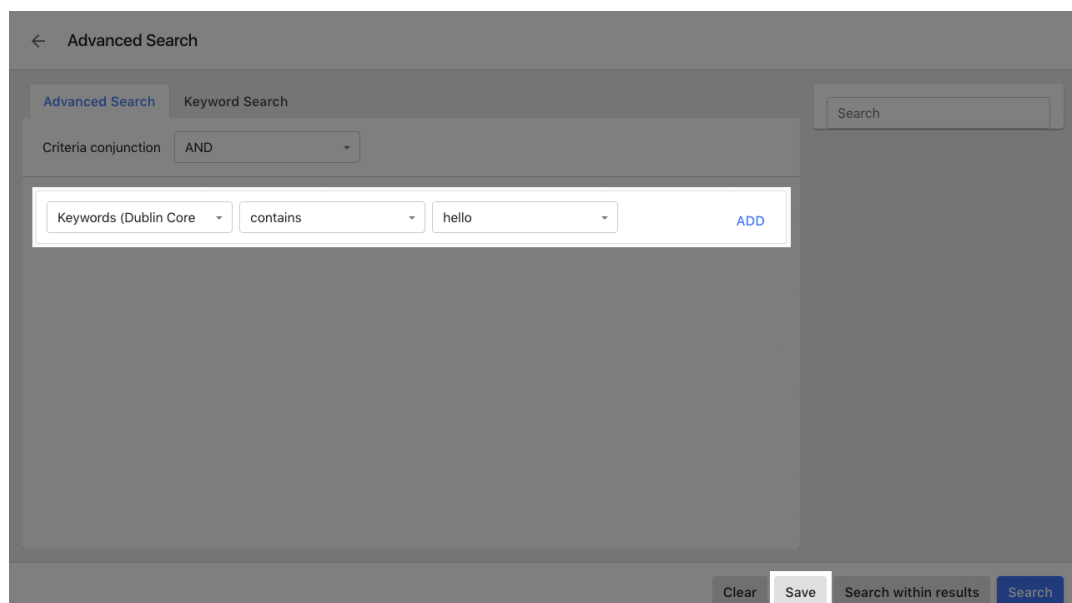 Advanced Search
Advanced Search Keyword Search
Search
Criteria conjunction AND
Keywords (Dublin Core contains hello ADD
Clear Save Search within results Search